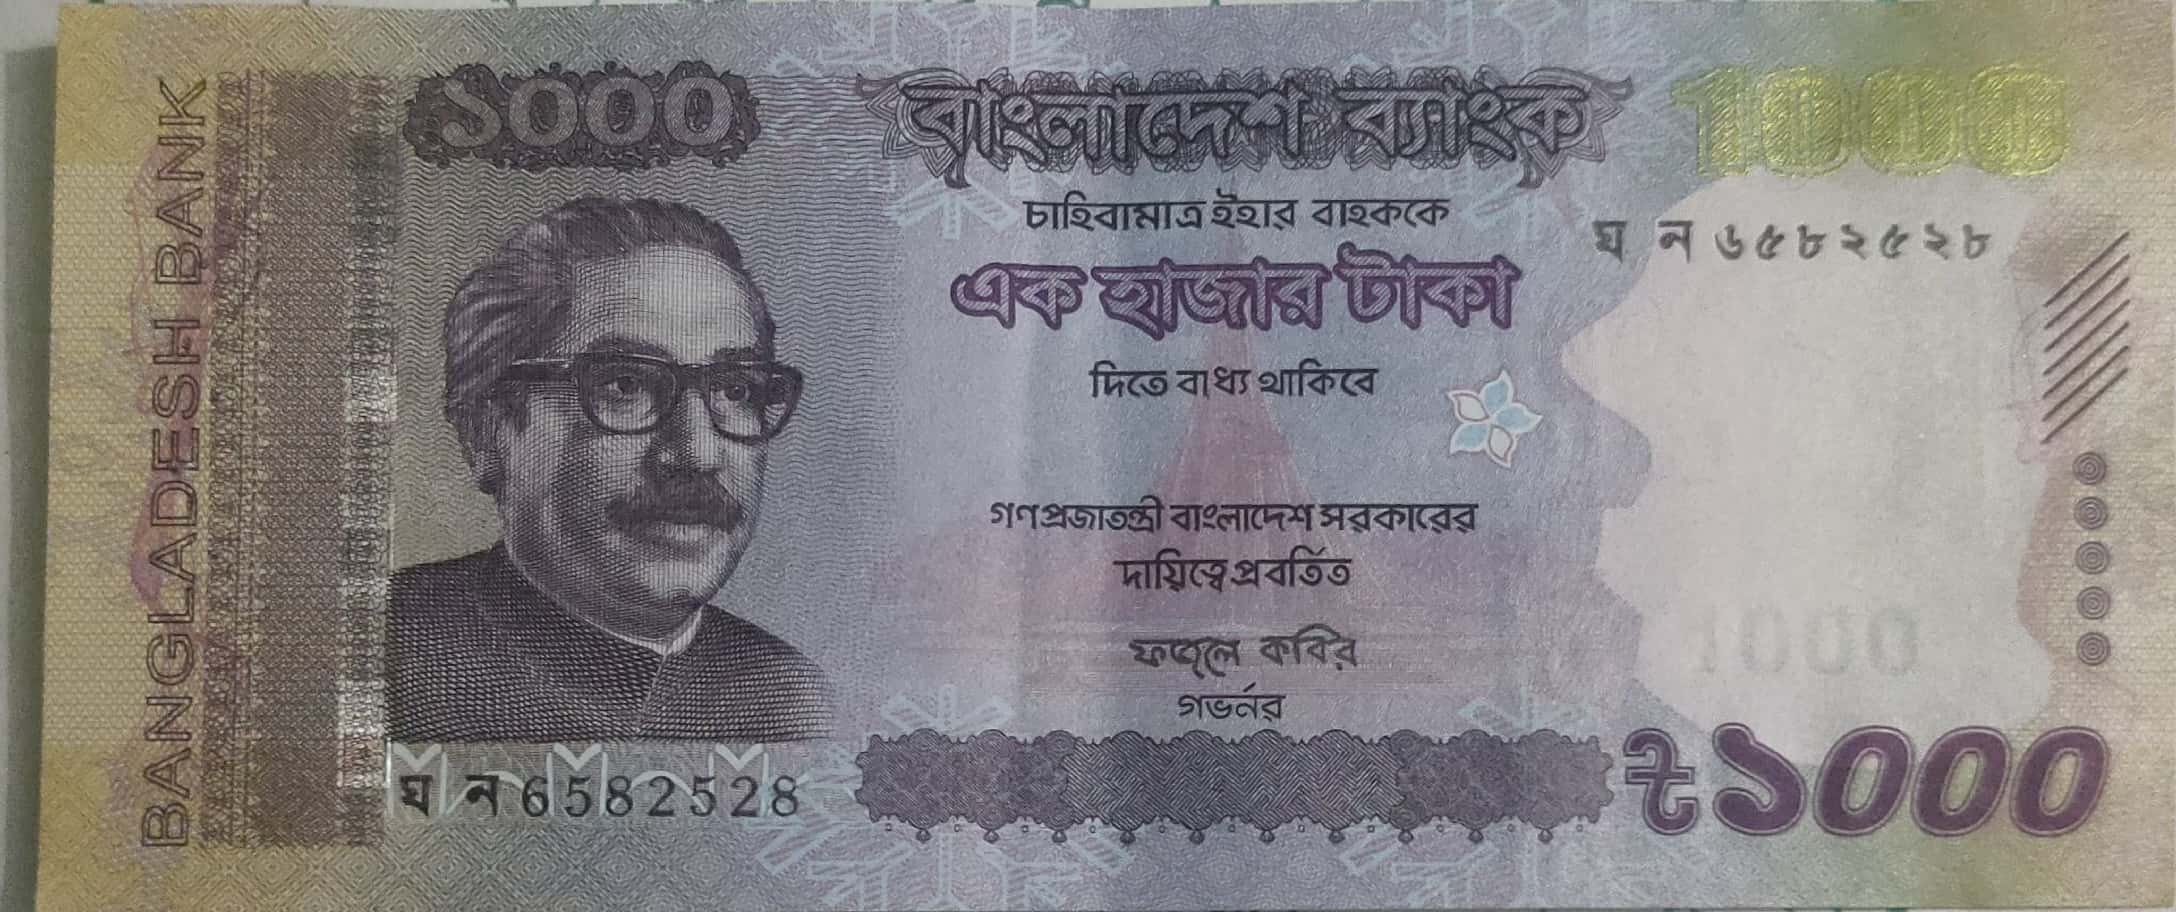 BANGLADESH BANK
১০০০
বাংলাদেশ ব্যাংক
1000
চাহিবামাত্র ইহার বাহককে
ঘ ন ৬৫৮২৫২৮
এক হাজার টাকা
দিতে বাধ্য থাকিবে
গণপ্রজাতন্ত্রী বাংলাদেশ সরকারের
দায়িত্বে প্রবর্তিত
ফজলে কবির
গভর্নর
1000
ঘ ন 6582528
৳১০০০